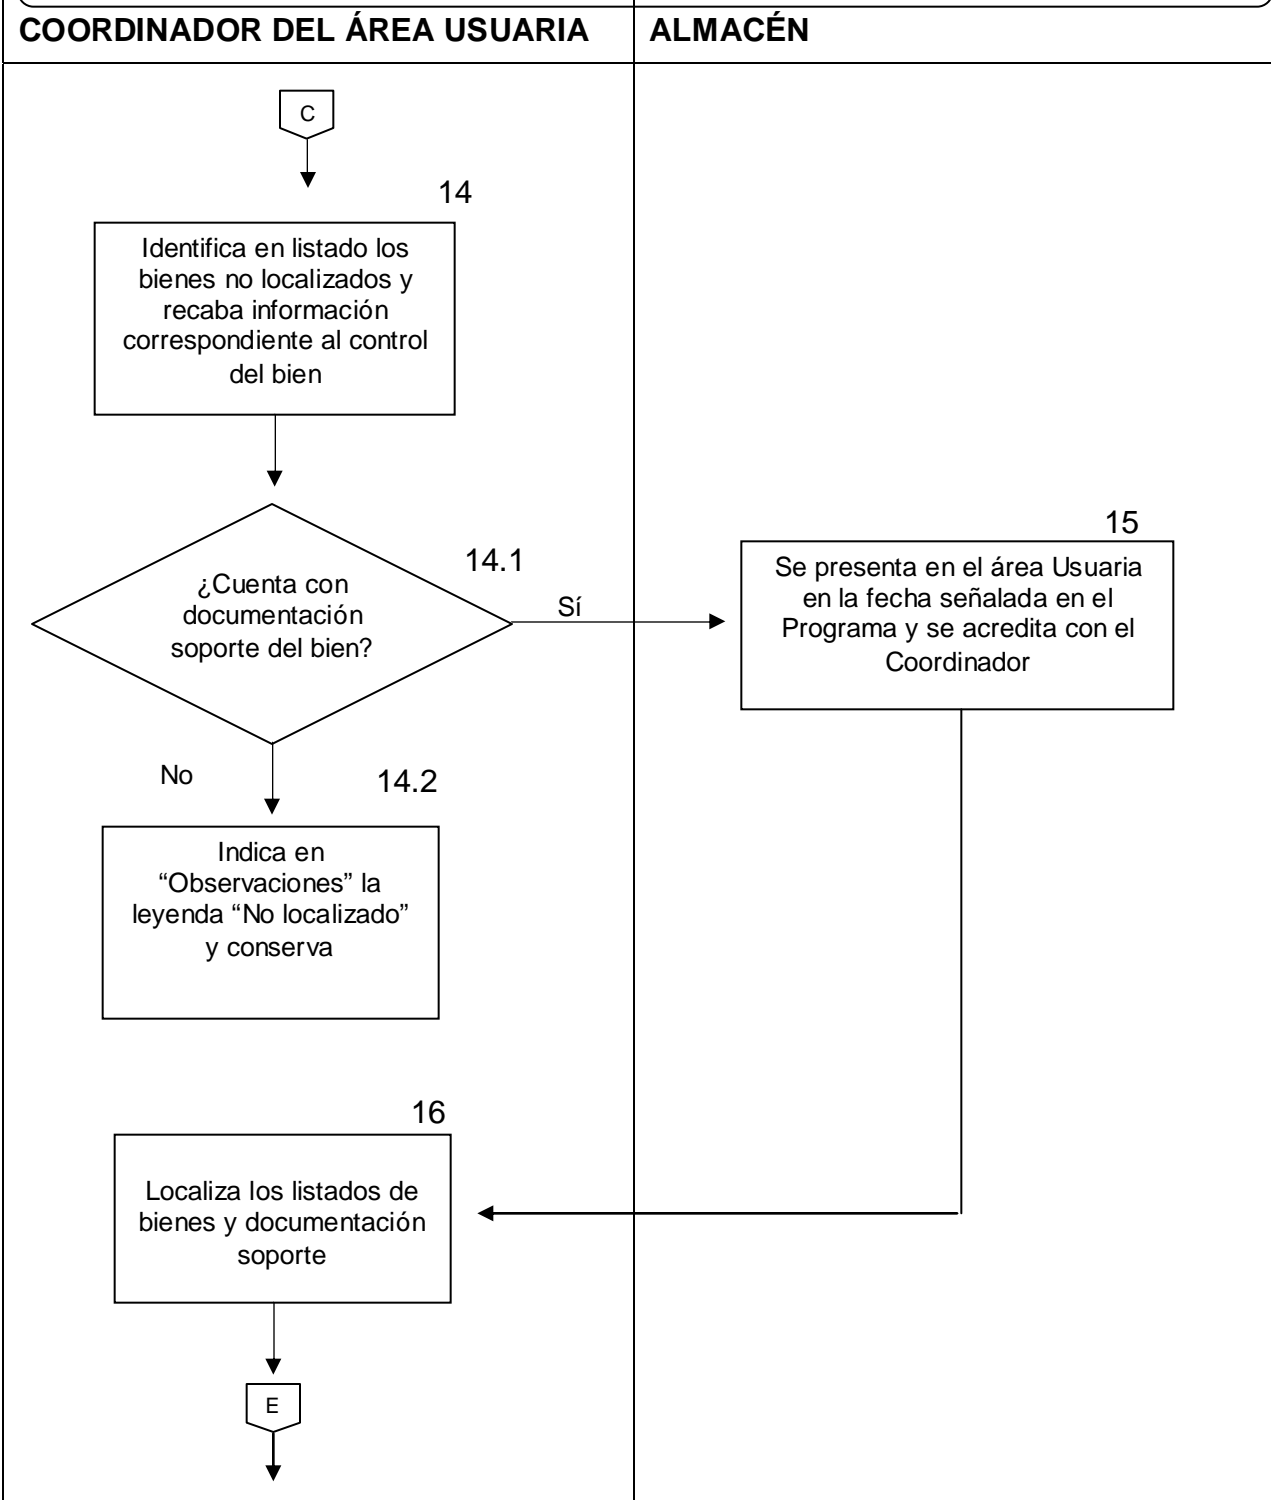 COORDINADOR DEL ÁREA USUARIA
ALMACÉN
C
14
Identifica en listado los
bienes no localizados y
recaba información
correspondiente al control
del bien
14.1
¿Cuenta con
documentación
soporte del bien?
Sí
15
Se presenta en el área Usuaria
en la fecha señalada en el
Programa y se acredita con el
Coordinador
No
14.2
Indica en
“Observaciones” la
leyenda “No localizado”
y conserva
16
Localiza los listados de
bienes y documentación
soporte
E